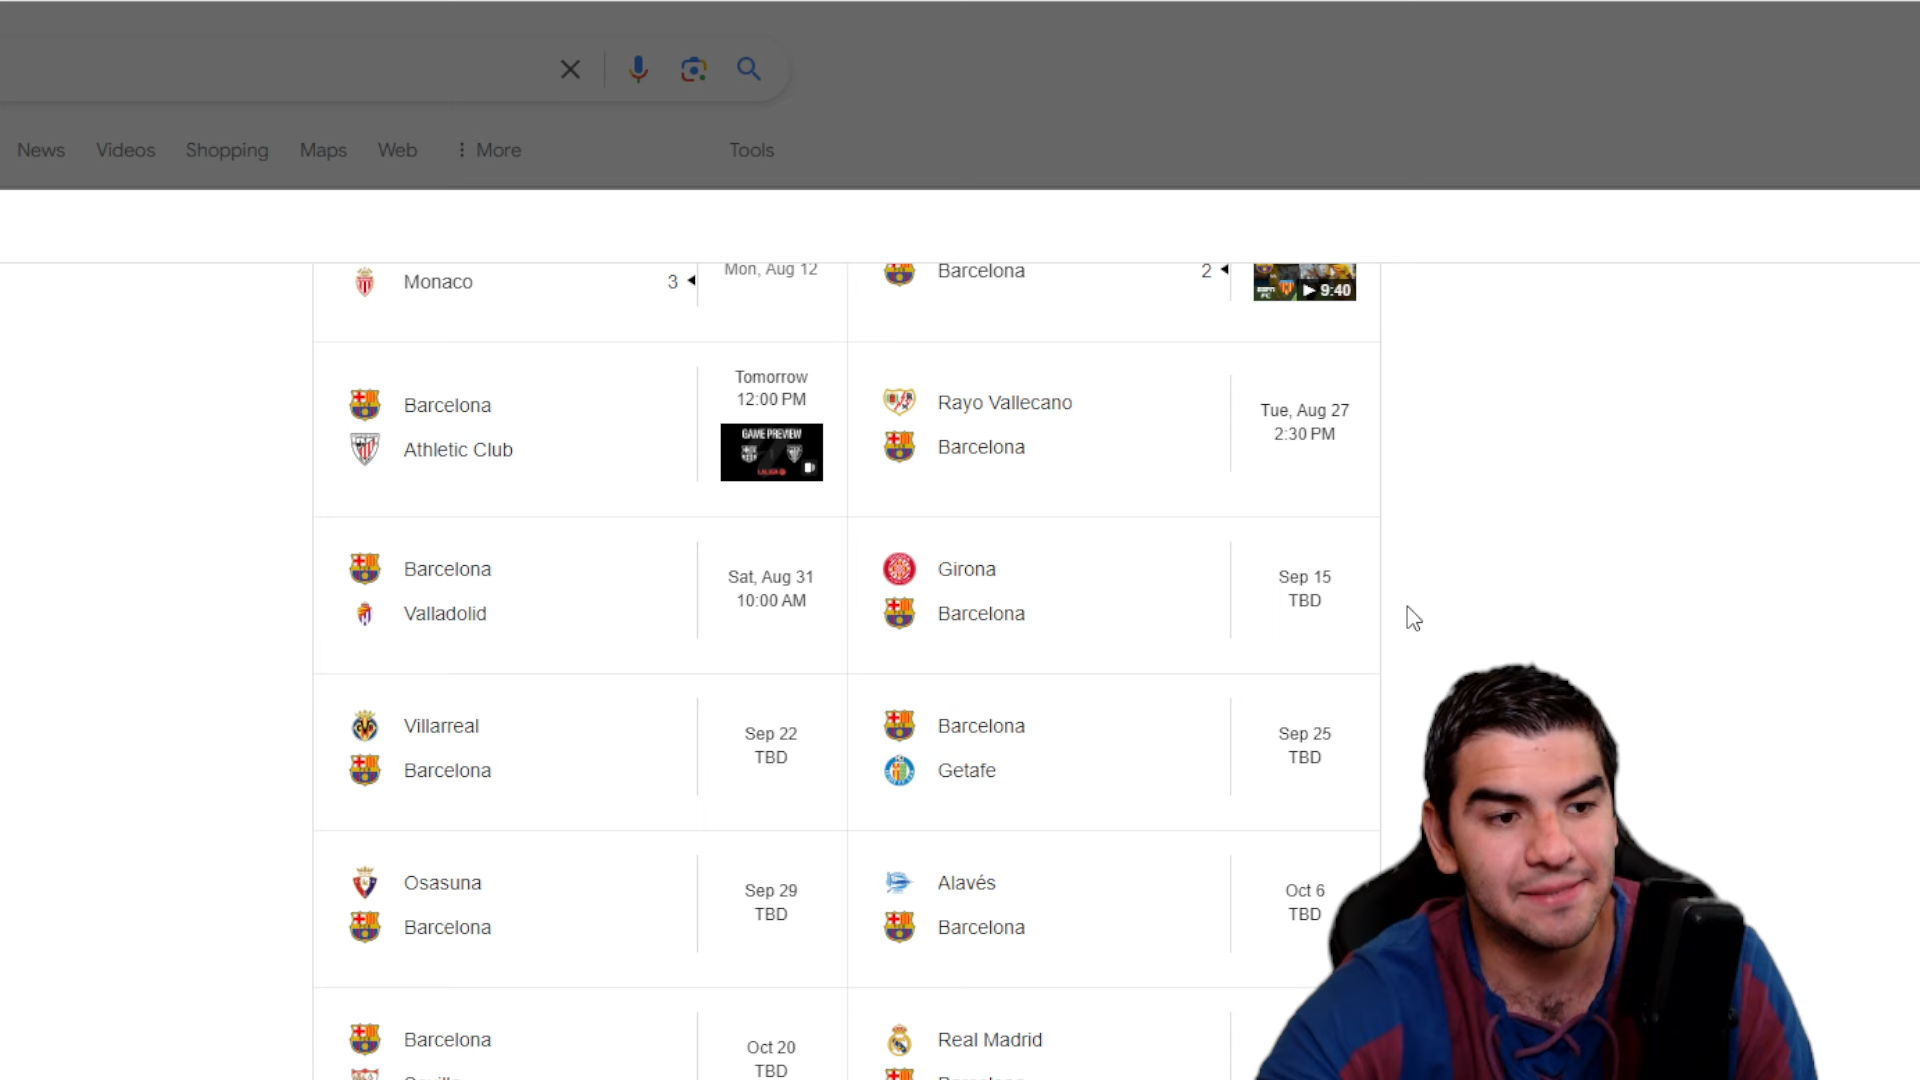 News Videos Shopping Maps Web More Tools
Monaco 3
Mon, Aug 12
Barcelona 2
9:40
Barcelona
Athletic Club
Tomorrow
12:00 PM
GAME PREVIEW
Rayo Vallecano
Barcelona
Tue, Aug 27
2:30 PM
Barcelona
Valladolid
Sat, Aug 31
10:00 AM
Girona
Barcelona
Sep 15
TBD
Villarreal
Barcelona
Sep 22
TBD
Barcelona
Getafe
Sep 25
TBD
Osasuna
Barcelona
Sep 29
TBD
Alavés
Barcelona
Oct 6
TBD
Barcelona
Oct 20
TBD
Real Madrid